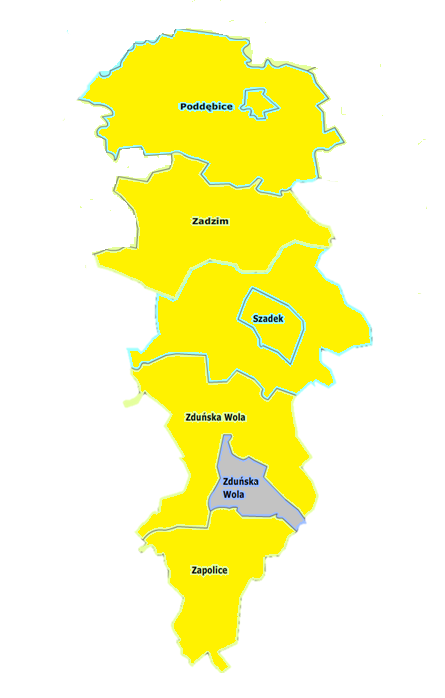 Poddębice
Zadzim
Szadek
Zduńska Wola
Zduńska
Wola
Zapolice